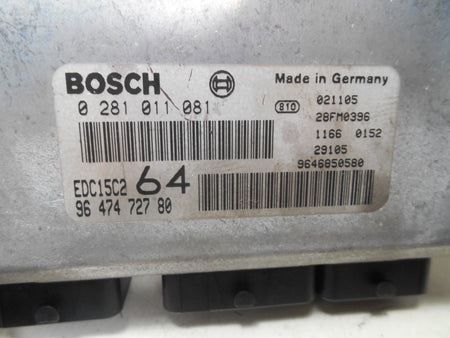 BOSCH
Made in Germany
0 281 011 081
810
021105
28FM0396
1166 0152
29105
9646850580
EDC15C2 64
96 474 727 80